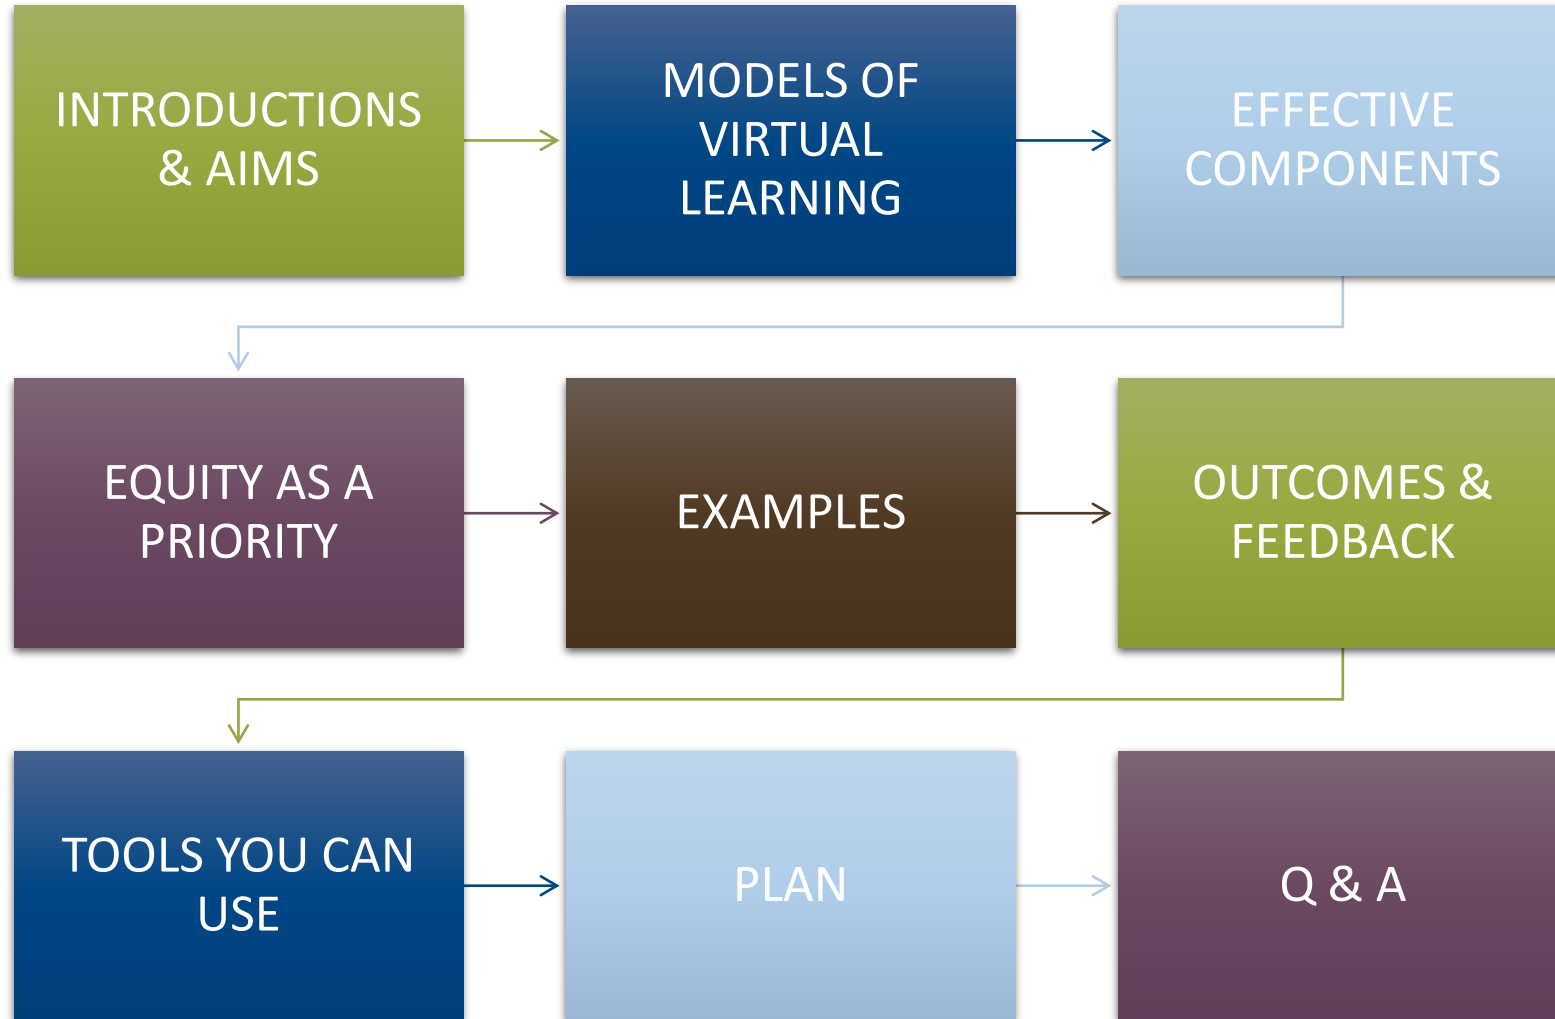 INTRODUCTIONS
& AIMS
MODELS OF
VIRTUAL
LEARNING
EFFECTIVE
COMPONENTS
EQUITY AS A
PRIORITY
EXAMPLES
OUTCOMES &
FEEDBACK
TOOLS YOU CAN
USE
PLAN
Q & A